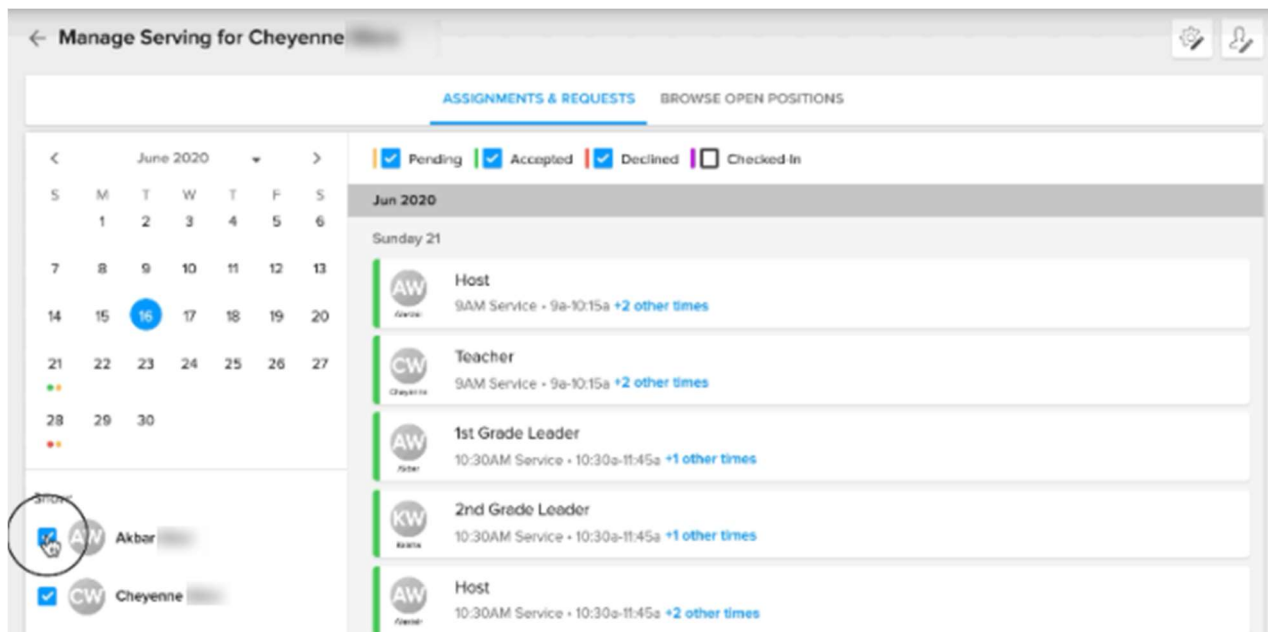 Manage Serving for Cheyenne
ASSIGNMENTS & REQUESTS BROWSE OPEN POSITIONS
June 2020
S M T W T F S
1 2 3 4 5 6
7 8 9 10 11 12 13
14 15 16 17 18 19 20
21 22 23 24 25 26 27
28 29 30
Show
AW Akbar
CW Cheyenne
Pending Accepted Declined Checked-In
Jun 2020
Sunday 21
AW
Host
9AM Service • 9a-10:15a +2 other times
CW
Cheyenne
Teacher
9AM Service • 9a-10:15a +2 other times
AW
Akbar
1st Grade Leader
10:30AM Service • 10:30a-11:45a +1 other times
KW
2nd Grade Leader
10:30AM Service • 10:30a-11:45a +1 other times
AW
Host
10:30AM Service • 10:30a-11:45a +2 other times